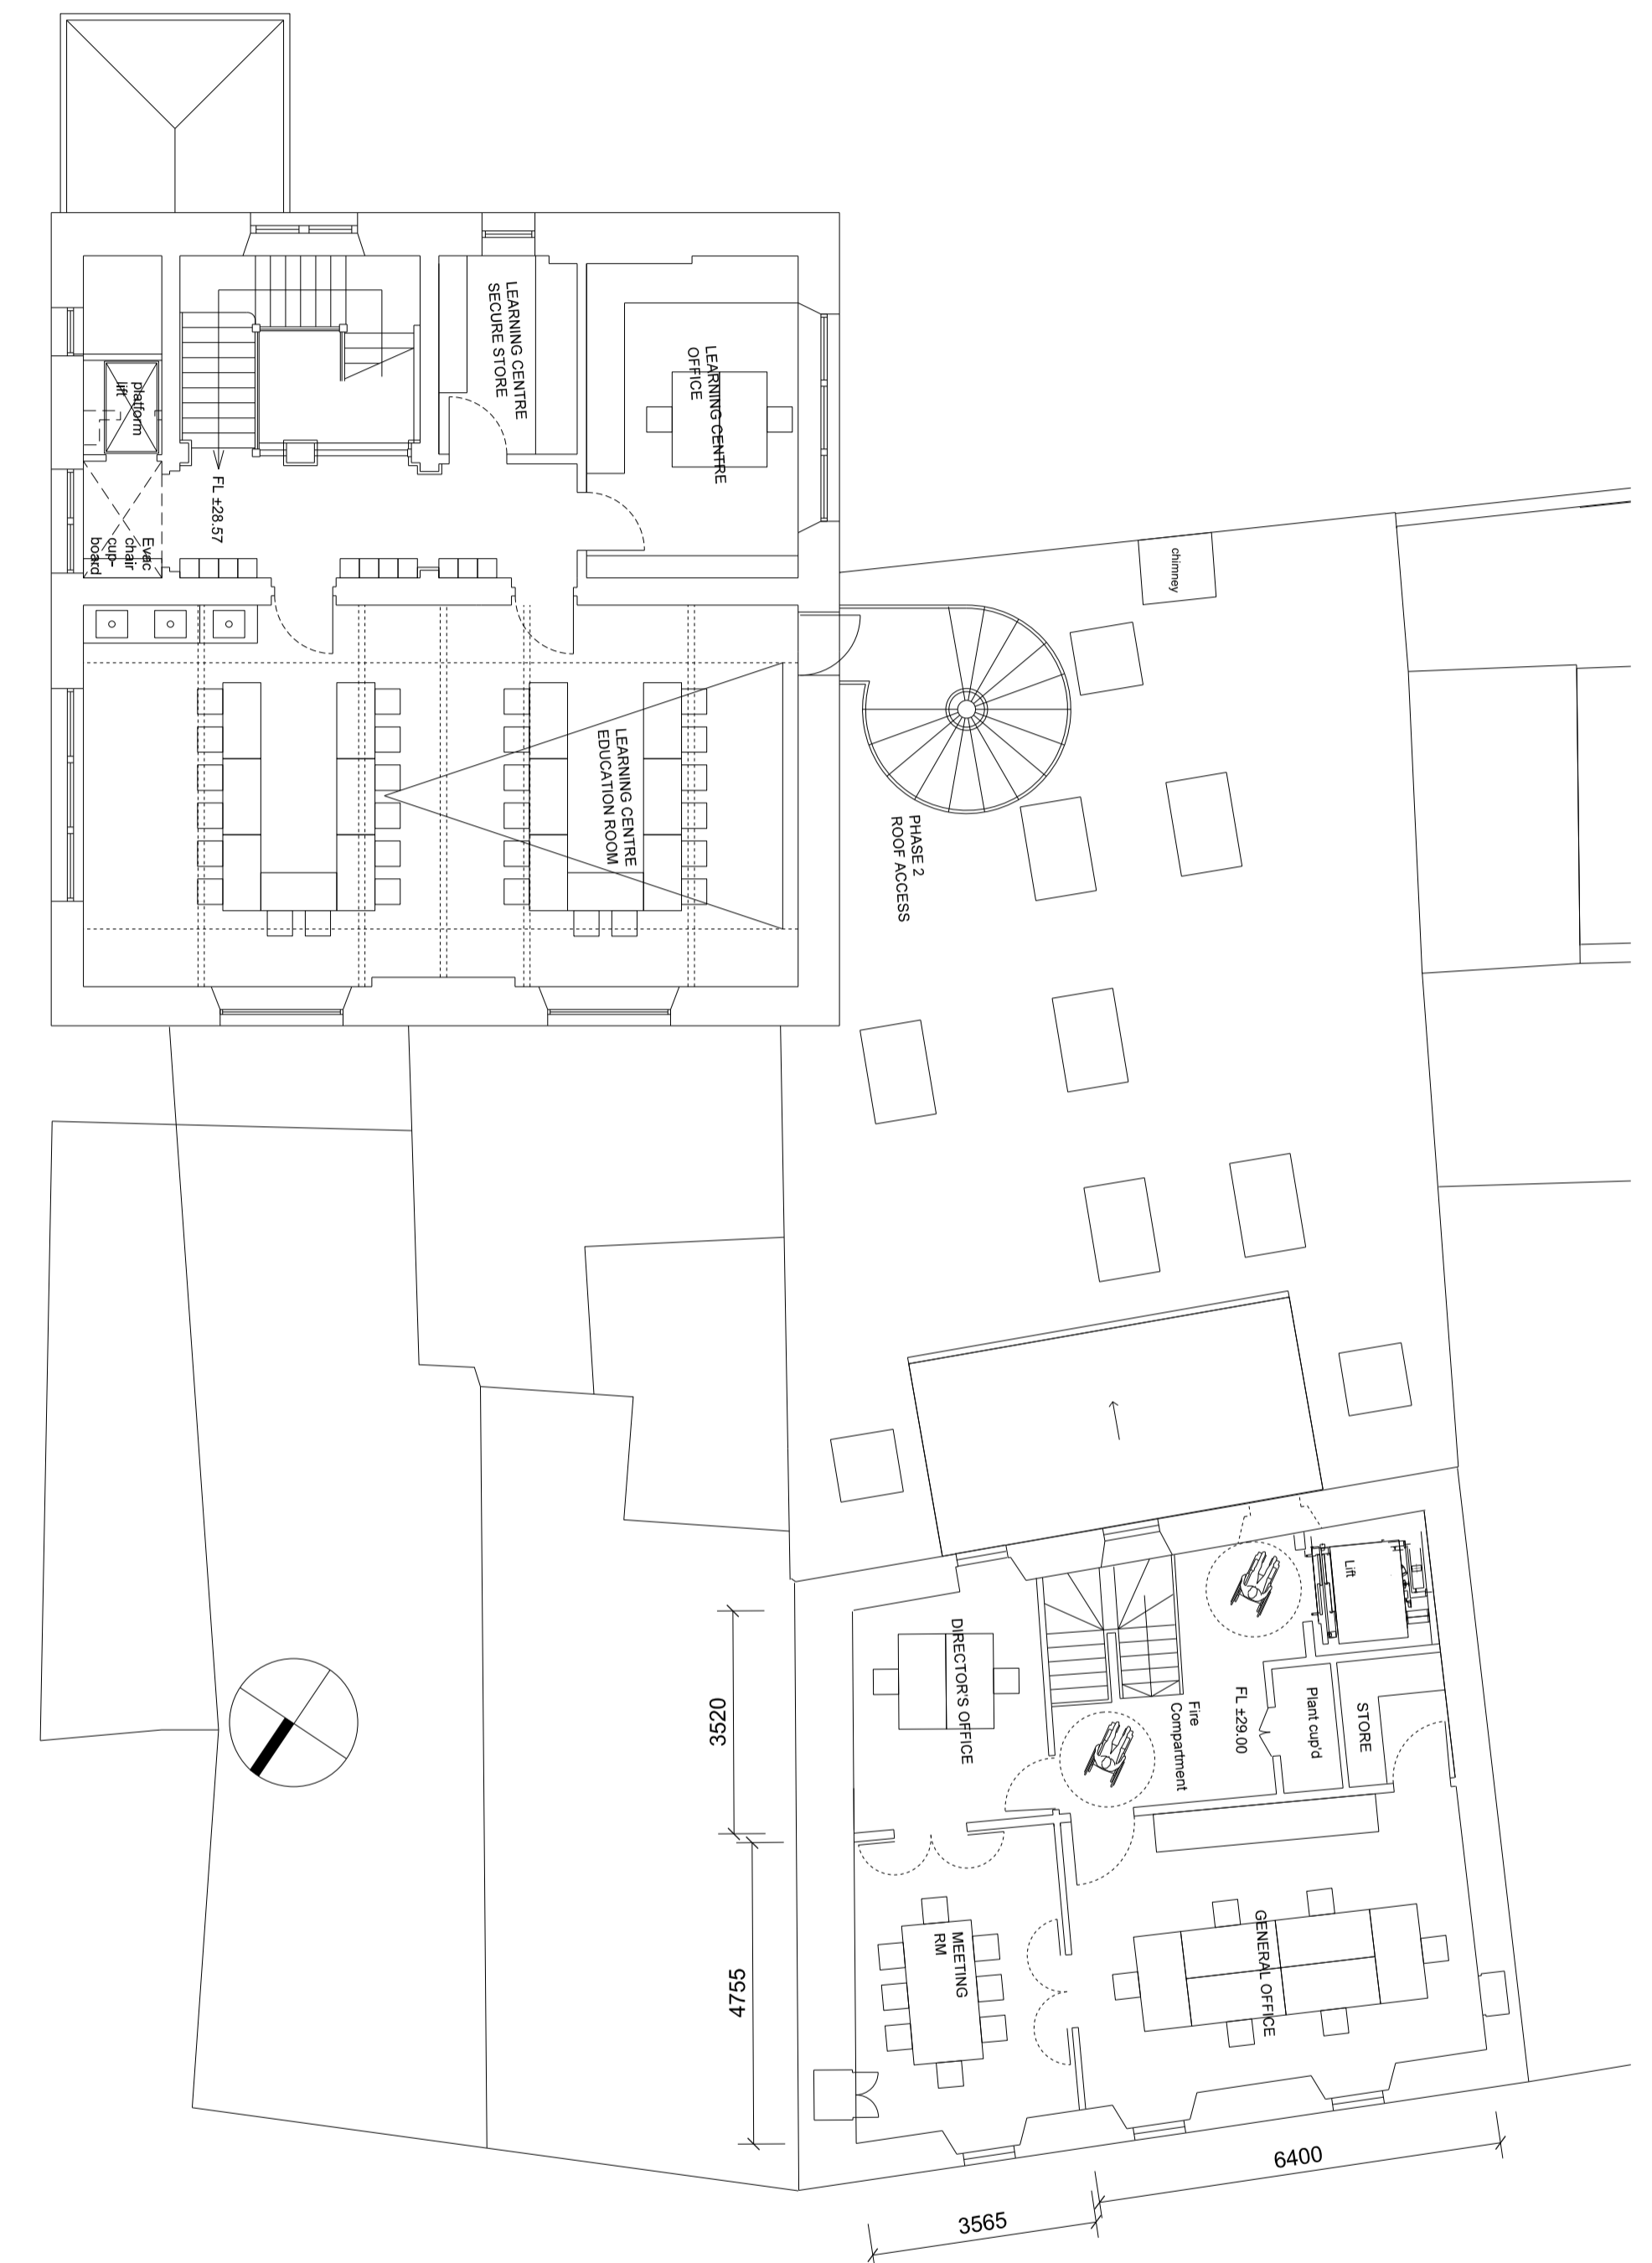 LEARNING CENTRE
SECURE STORE
LEARNING CENTRE
OFFICE
platform
lift
FL ±28.57
Evac
chair
cup-
board
chimney
LEARNING CENTRE
EDUCATION ROOM
PHASE 2
ROOF ACCESS
Lift
DIRECTOR'S OFFICE
Fire
Compartment
FL ±29.00
Plant cup'd
STORE
3520
MEETING
RM
GENERAL OFFICE
4755
6400
3565